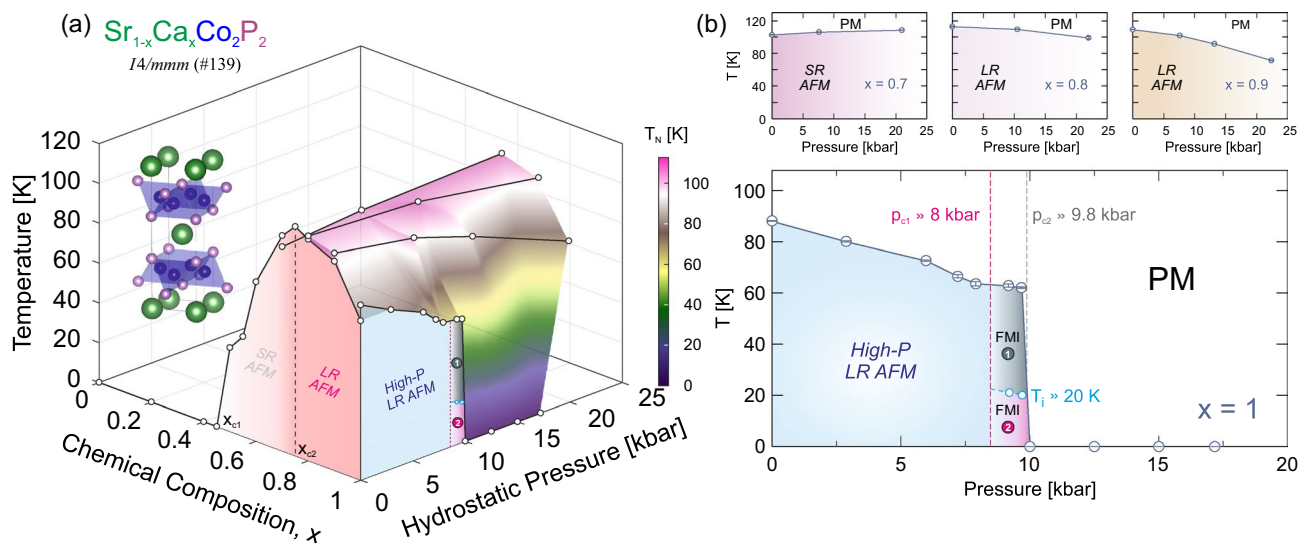 (a)
Sr1-xCaxCo2P2
I4/mmm (#139)
Temperature [K]
120
100
80
60
40
20
0
0
0.2
0.4
0.6
0.8
1
Chemical Composition, x
0
5
10
15
20
25
Hydrostatic Pressure [kbar]
SR
AFM
LR
AFM
High-P
LR AFM
xc1
xc2
1
2
TN [K]
100
80
60
40
20
0
(b)
T [K]
120
80
40
0
0 5 10 15 20 25
Pressure [kbar]
PM
SR
AFM
x = 0.7
0 5 10 15 20 25
Pressure [kbar]
PM
LR
AFM
x = 0.8
0 5 10 15 20 25
Pressure [kbar]
PM
LR
AFM
x = 0.9
T [K]
100
80
60
40
20
0
pc1 » 8 kbar
pc2 » 9.8 kbar
PM
High-P
LR AFM
FMI
1
Ti » 20 K
FMI
2
x = 1
0 5 10 15 20
Pressure [kbar]